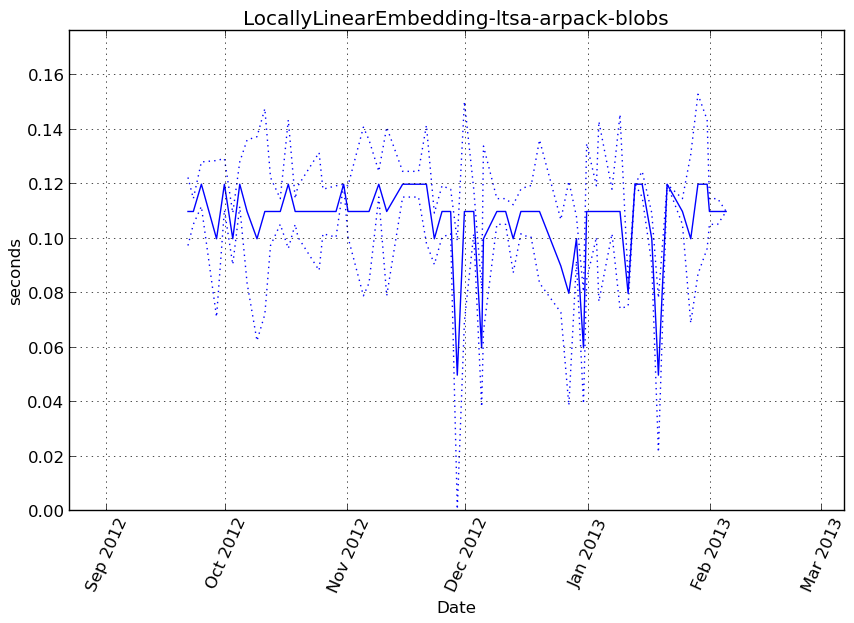 LocallyLinearEmbedding-ltsa-arpack-blobs
0.16
0.14
0.12
0.10
0.08
0.06
0.04
0.02
0.00
seconds
Sep 2012
Oct 2012
Nov 2012
Dec 2012
Jan 2013
Feb 2013
Mar 2013
Date